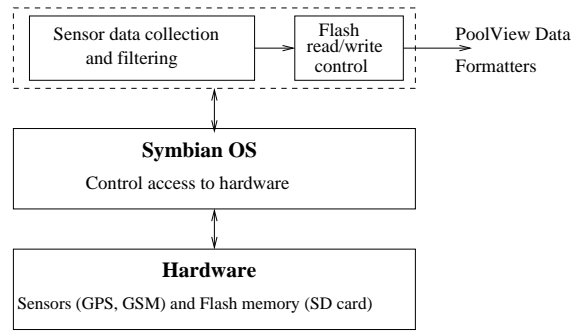 Sensor data collection
and filtering
Flash
read/write
control
PoolView Data
Formatters
Symbian OS
Control access to hardware
Hardware
Sensors (GPS, GSM) and Flash memory (SD card)